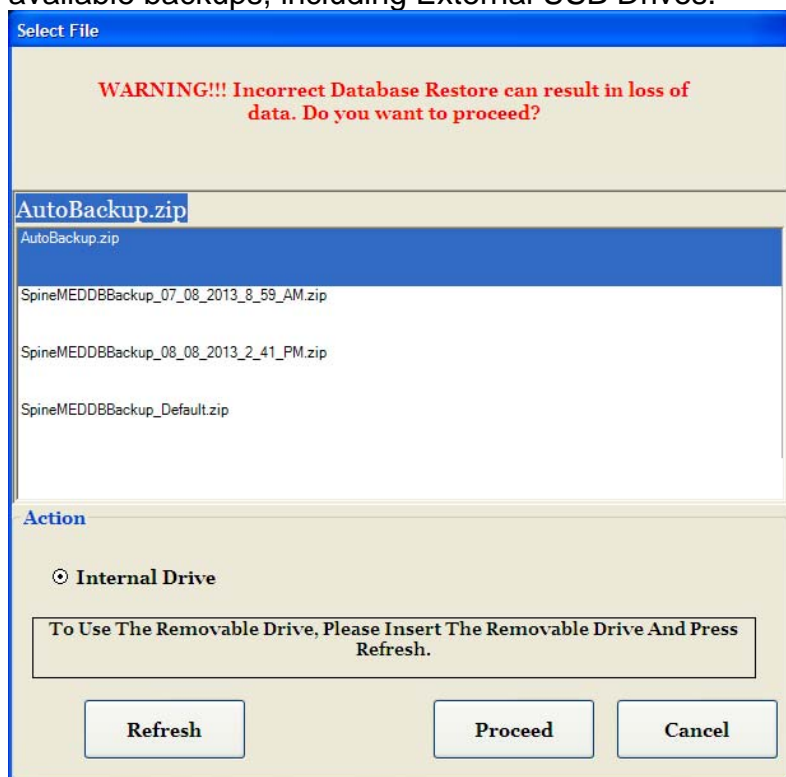 available backups, including External USB Drives.
Select File
WARNING!!! Incorrect Database Restore can result in loss of
data. Do you want to proceed?
AutoBackup.zip
AutoBackup.zip
SpineMEDDBBackup_07_08_2013_8_59_AM.zip
SpineMEDDBBackup_08_08_2013_2_41_PM.zip
SpineMEDDBBackup_Default.zip
Action
Internal Drive
To Use The Removable Drive, Please Insert The Removable Drive And Press
Refresh.
Refresh
Proceed
Cancel